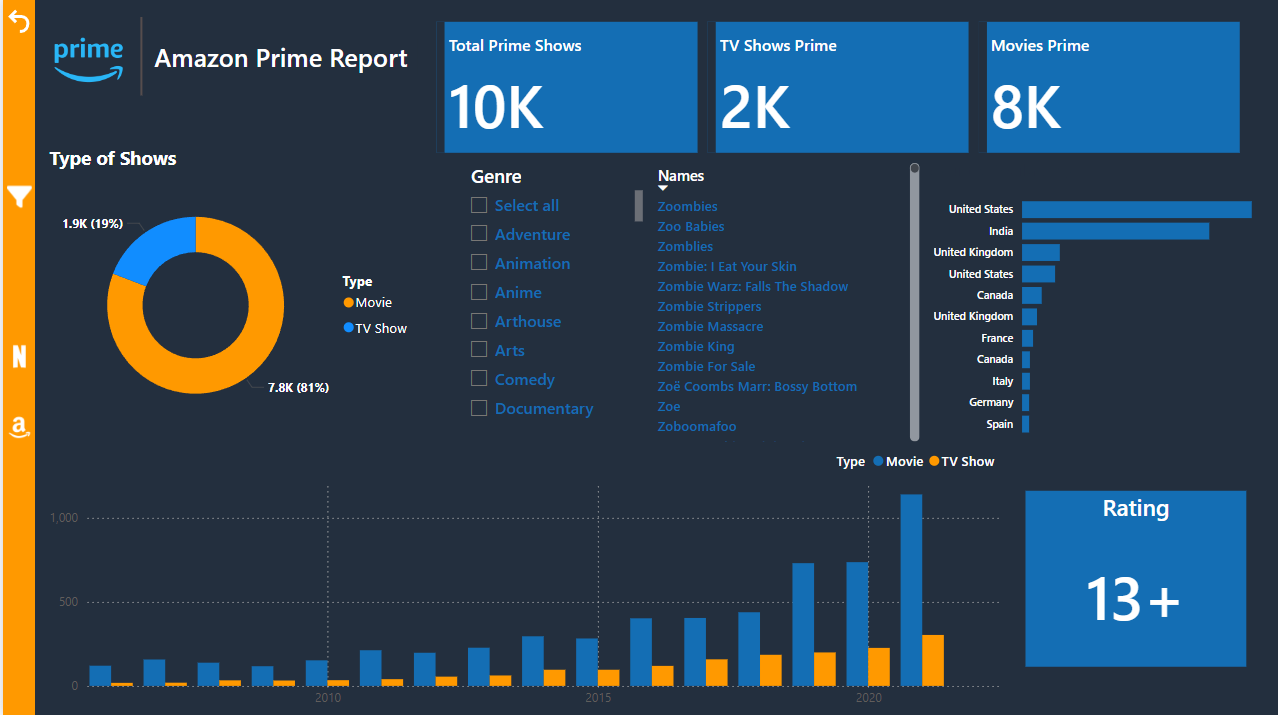 prime
Amazon Prime Report
Total Prime Shows
10K
TV Shows Prime
2K
Movies Prime
8K
Type of Shows
1.9K (19%)
7.8K (81%)
Type
Movie
TV Show
Genre
Select all
Adventure
Animation
Anime
Arthouse
Arts
Comedy
Documentary
Names
Zoombies
Zoo Babies
Zomblies
Zombie: I Eat Your Skin
Zombie Warz: Falls The Shadow
Zombie Strippers
Zombie Massacre
Zombie King
Zombie For Sale
Zoë Coombs Marr: Bossy Bottom
Zoe
Zoboomafoo
United States
India
United Kingdom
United States
Canada
United Kingdom
France
Canada
Italy
Germany
Spain
N
a
Type Movie TV Show
1,000
500
0
2010 2015 2020
Rating
13+